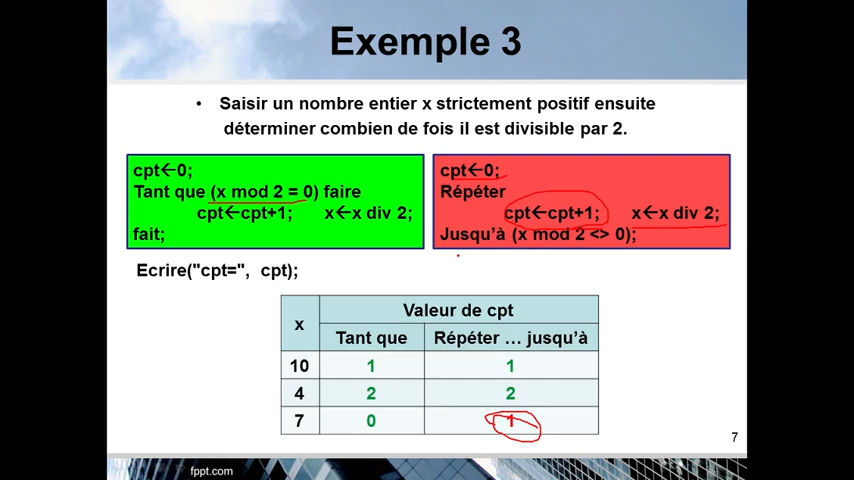 Exemple 3
• Saisir un nombre entier x strictement positif ensuite
déterminer combien de fois il est divisible par 2.
cpt←0;
Tant que (x mod 2 = 0) faire
cpt←cpt+1; x←x div 2;
fait;
cpt←0;
Répéter
cpt←cpt+1; x←x div 2;
Jusqu'à (x mod 2 <> 0);
Ecrire("cpt=", cpt);
x Valeur de cpt
Tant que Répéter … jusqu'à
10 1 1
4 2 2
7 0 1
7
fppt.com